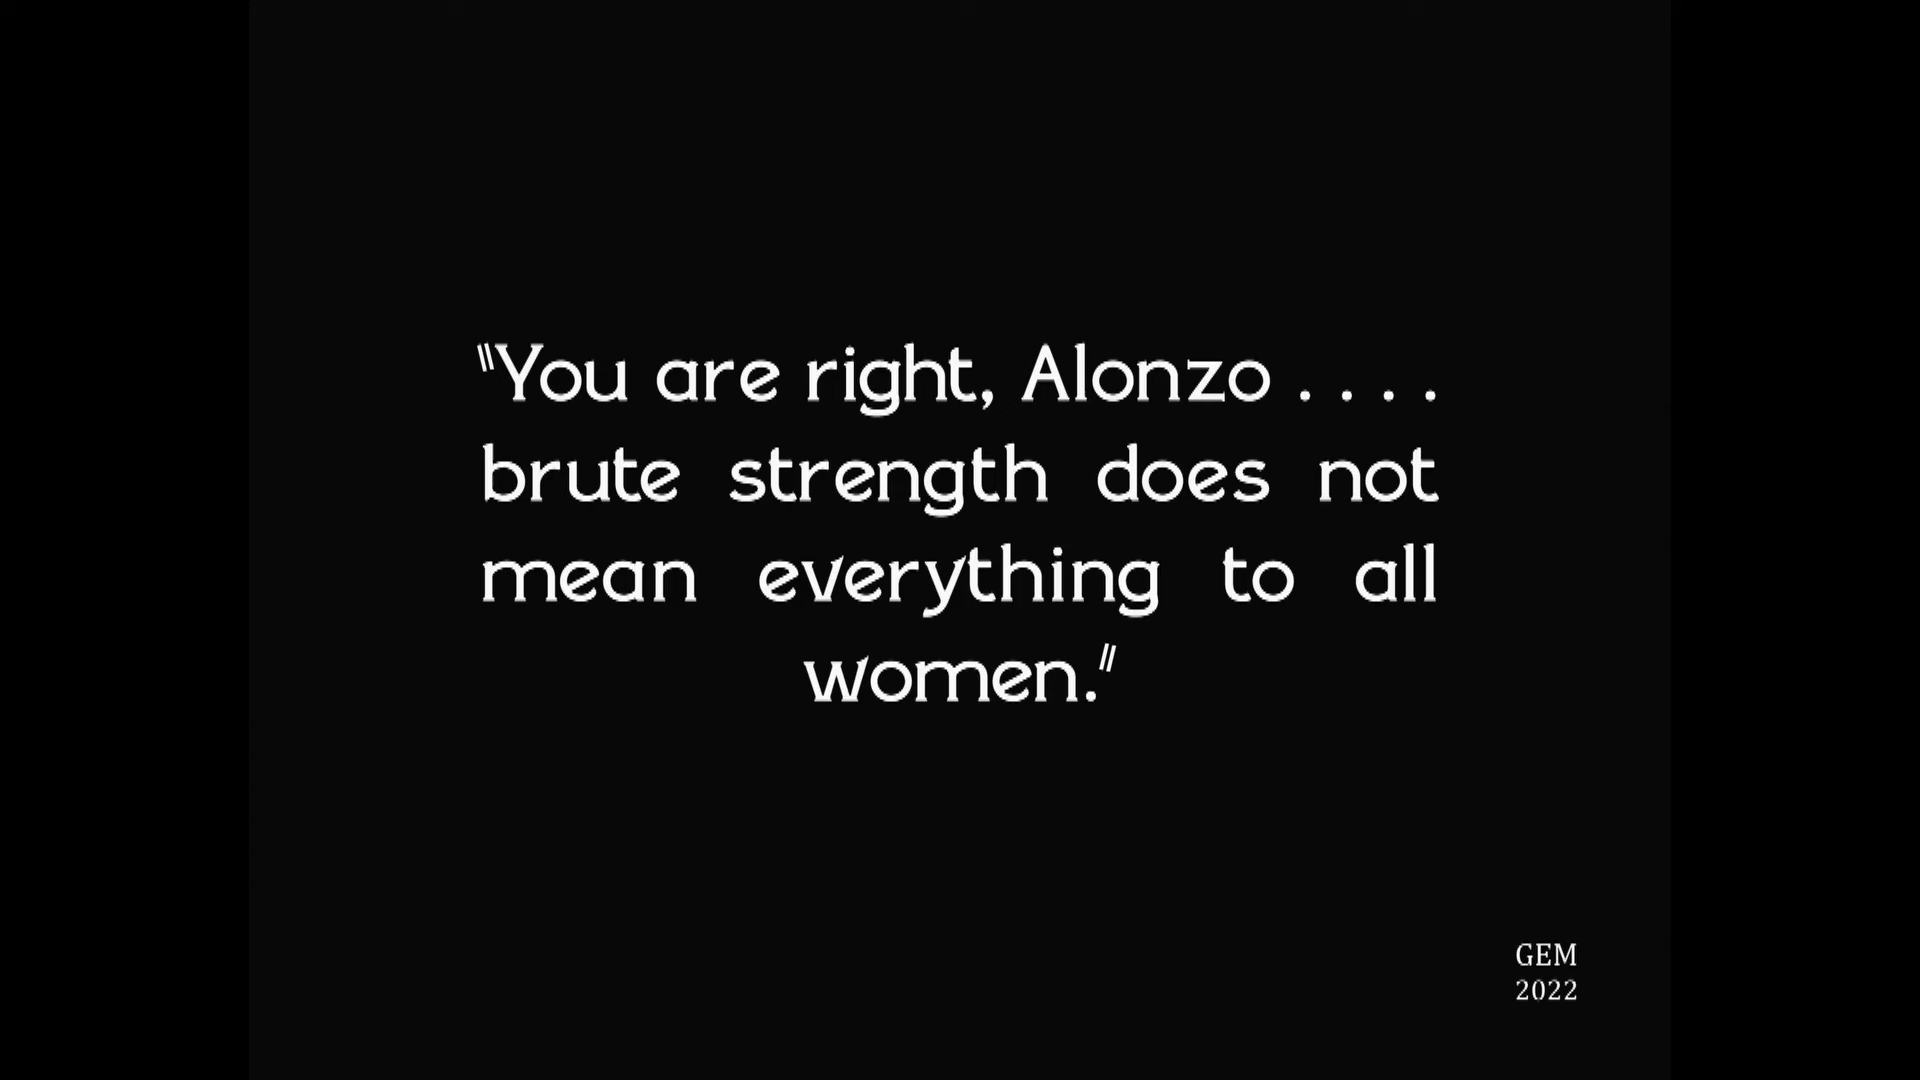 "You are right, Alonzo . . . .
brute strength does not
mean everything to all
women."
GEM
2022